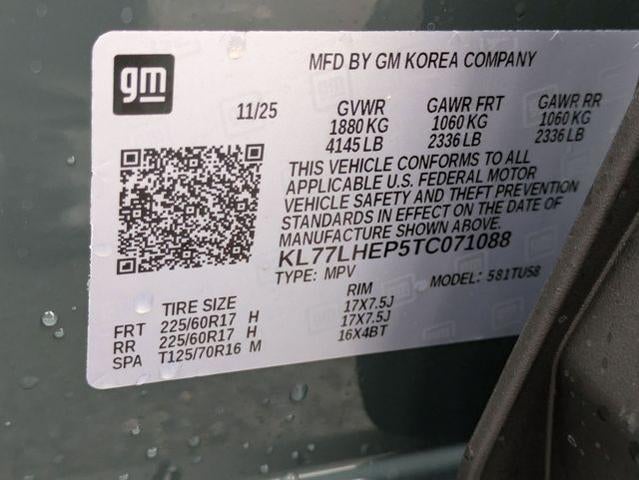 gm
MFD BY GM KOREA COMPANY
11/25 GVWR GAWR FRT GAWR RR
1880 KG 1060 KG 1060 KG
4145 LB 2336 LB 2336 LB
THIS VEHICLE CONFORMS TO ALL
APPLICABLE U.S. FEDERAL MOTOR
VEHICLE SAFETY AND THEFT PREVENTION
STANDARDS IN EFFECT ON THE DATE OF
MANUFACTURE SHOWN ABOVE.
KL77LHEP5TC071088
TYPE: MPV MODEL: 581TU58
TIRE SIZE RIM
FRT 225/60R17 H 17X7.5J
RR 225/60R17 H 17X7.5J
SPA T125/70R16 M 16X4BT